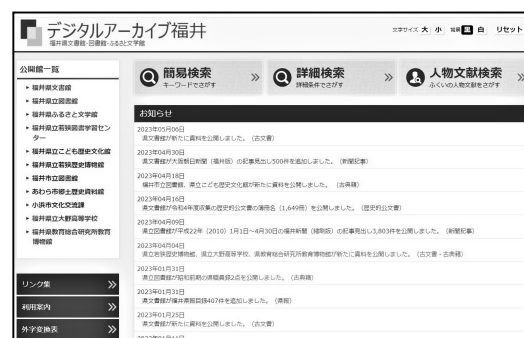 デジタルアーカイブ福井
福井県文書館・図書館・ふるさと文学館
文字サイズ 大 小 背景 黒 白 リセット
公開館一覧
福井県文書館
福井県立図書館
福井県ふるさと文学館
福井県立若狭図書学習センター
福井県立こども歴史文化館
福井県立若狭歴史博物館
福井市立図書館
あわら市郷土歴史資料館
小浜市文化交流課
福井県立大野高等学校
福井県教育総合研究所教育博物館
リンク集
利用案内
外字変換表
簡易検索
キーワードでさがす
詳細検索
詳細条件でさがす
人物文献検索
ふくいの人物文献をさがす
お知らせ
2023年05月06日
県文書館が新たに資料を公開しました。（古文書）
2023年04月30日
県文書館が大阪朝日新聞（福井版）の記事見出し500件を追加しました。（新聞記事）
2023年04月18日
福井市立図書館、県立こども歴史文化館が新たに資料を公開しました。（古典籍）
2023年04月16日
県文書館が令和4年度収集の歴史的公文書の簿冊名（1,649冊）を公開しました。（歴史的公文書）
2023年04月09日
県立図書館が平成22年（2010）1月1日～4月30日の福井新聞（縮刷版）の記事見出し3,803件を公開しました。（新聞記事）
2023年04月04日
県立若狭歴史博物館、県立大野高等学校、県教育総合研究所教育博物館が新たに資料を公開しました。（古文書・古典籍）
2023年01月31日
県立図書館が昭和前期の県職員録2点を公開しました。（古典籍）
2023年01月31日
県文書館が福井県報目録407件を追加しました。（県報）
2023年01月25日
県文書館が新たに資料を公開しました。（古文書）